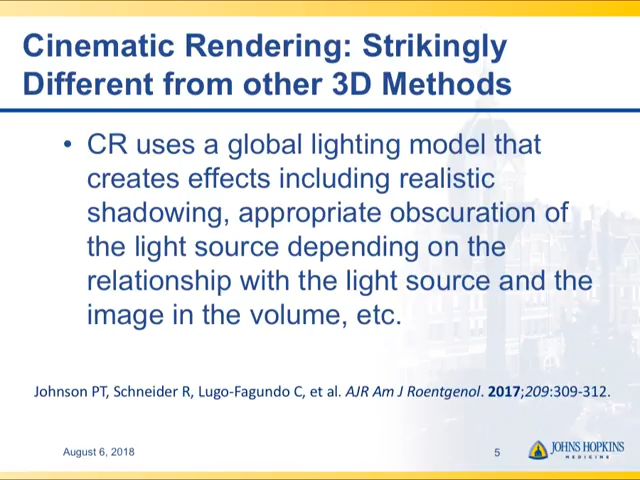 Cinematic Rendering: Strikingly
Different from other 3D Methods
• CR uses a global lighting model that
creates effects including realistic
shadowing, appropriate obscuration of
the light source depending on the
relationship with the light source and the
image in the volume, etc.
Johnson PT, Schneider R, Lugo-Fagundo C, et al. AJR Am J Roentgenol. 2017;209:309-312.
August 6, 2018
5
JOHNS HOPKINS
MEDICINE